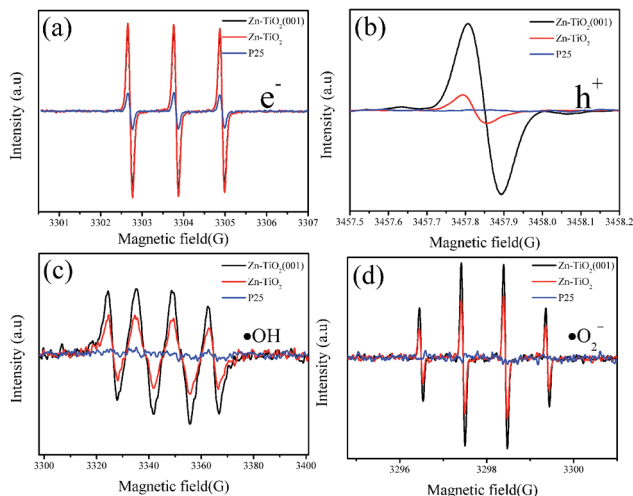 (a)
Zn-TiO2(001)
Zn-TiO2
P25
e-
Intensity (a.u)
3301 3302 3303 3304 3305 3306 3307
Magnetic field(G)
(b)
Zn-TiO2(001)
Zn-TiO2
P25
h+
Intensity (a.u)
3457.5 3457.6 3457.7 3457.8 3457.9 3458.0 3458.1 3458.2
Magnetic field(G)
(c)
Zn-TiO2(001)
Zn-TiO2
P25
•OH
Intensity (a.u)
3300 3320 3340 3360 3380 3400
Magnetic field(G)
(d)
Zn-TiO2(001)
Zn-TiO2
P25
•O2-
Intensity (a.u)
3296 3298 3300
Magnetic field(G)